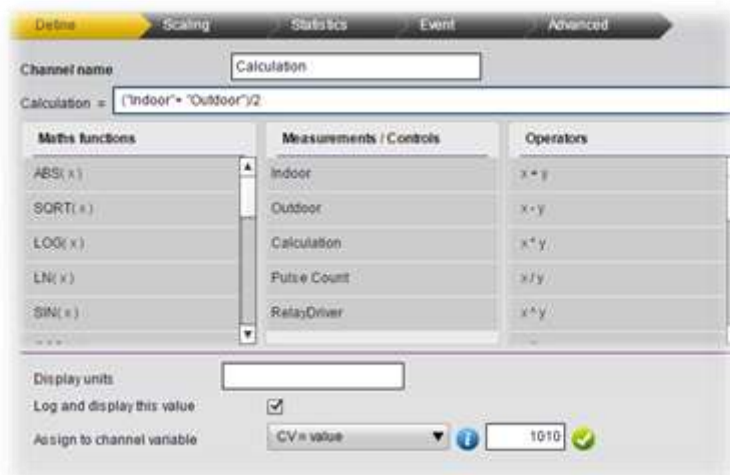 Define Scaling Statistics Event Advanced
Channel name Calculation
Calculation = ("Indoor"+ "Outdoor")/2
Maths functions Measurements / Controls Operators
ABS( x ) Indoor x + y
SQRT( x ) Outdoor x - y
LOG( x ) Calculation x * y
LN( x ) Pulse Count x / y
SIN( x ) RelayDriver x ^ y
Display units
Log and display this value
Assign to channel variable CV = value 1010